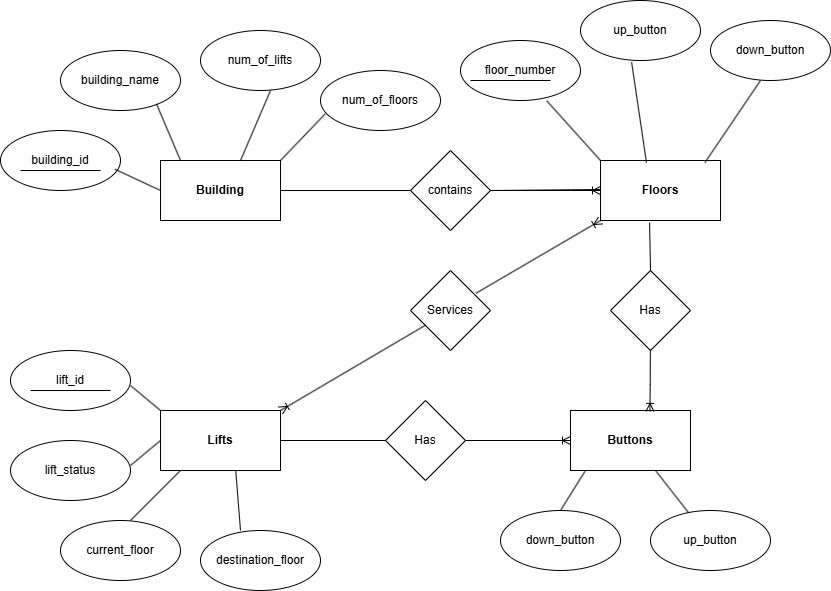 up_button
down_button
num_of_lifts
floor_number
building_name
num_of_floors
building_id
Building
contains
Floors
Services
Has
lift_id
Lifts
Has
Buttons
lift_status
current_floor
destination_floor
down_button
up_button